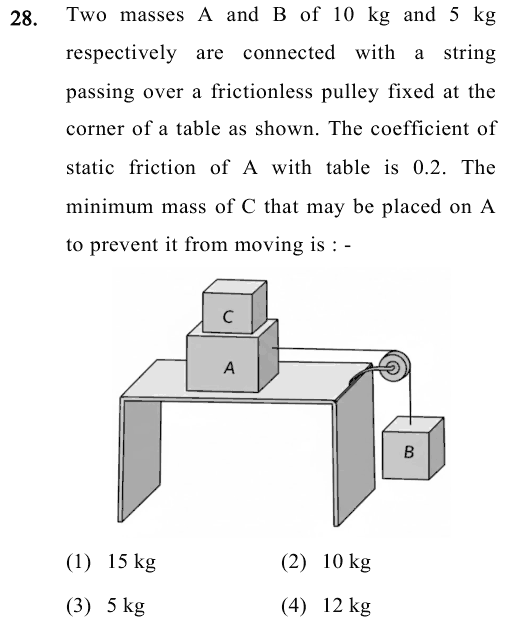 28. Two masses A and B of 10 kg and 5 kg
respectively are connected with a string
passing over a frictionless pulley fixed at the
corner of a table as shown. The coefficient of
static friction of A with table is 0.2. The
minimum mass of C that may be placed on A
to prevent it from moving is : -
C
A
B
(1) 15 kg (2) 10 kg
(3) 5 kg (4) 12 kg